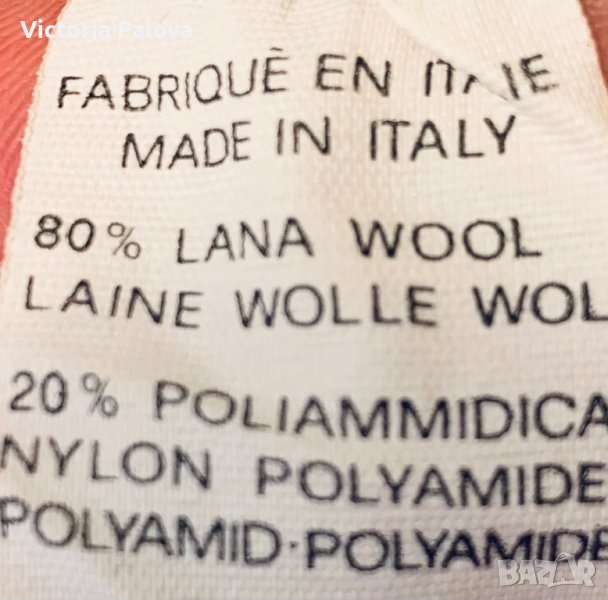 Victoria Palova
FABRIQUÈ EN ITALIE
MADE IN ITALY
80% LANA WOOL
LAINE WOLLE WOL
20% POLIAMMIDICA
NYLON POLYAMIDE
POLYAMID·POLYAMIDE
BAZAR